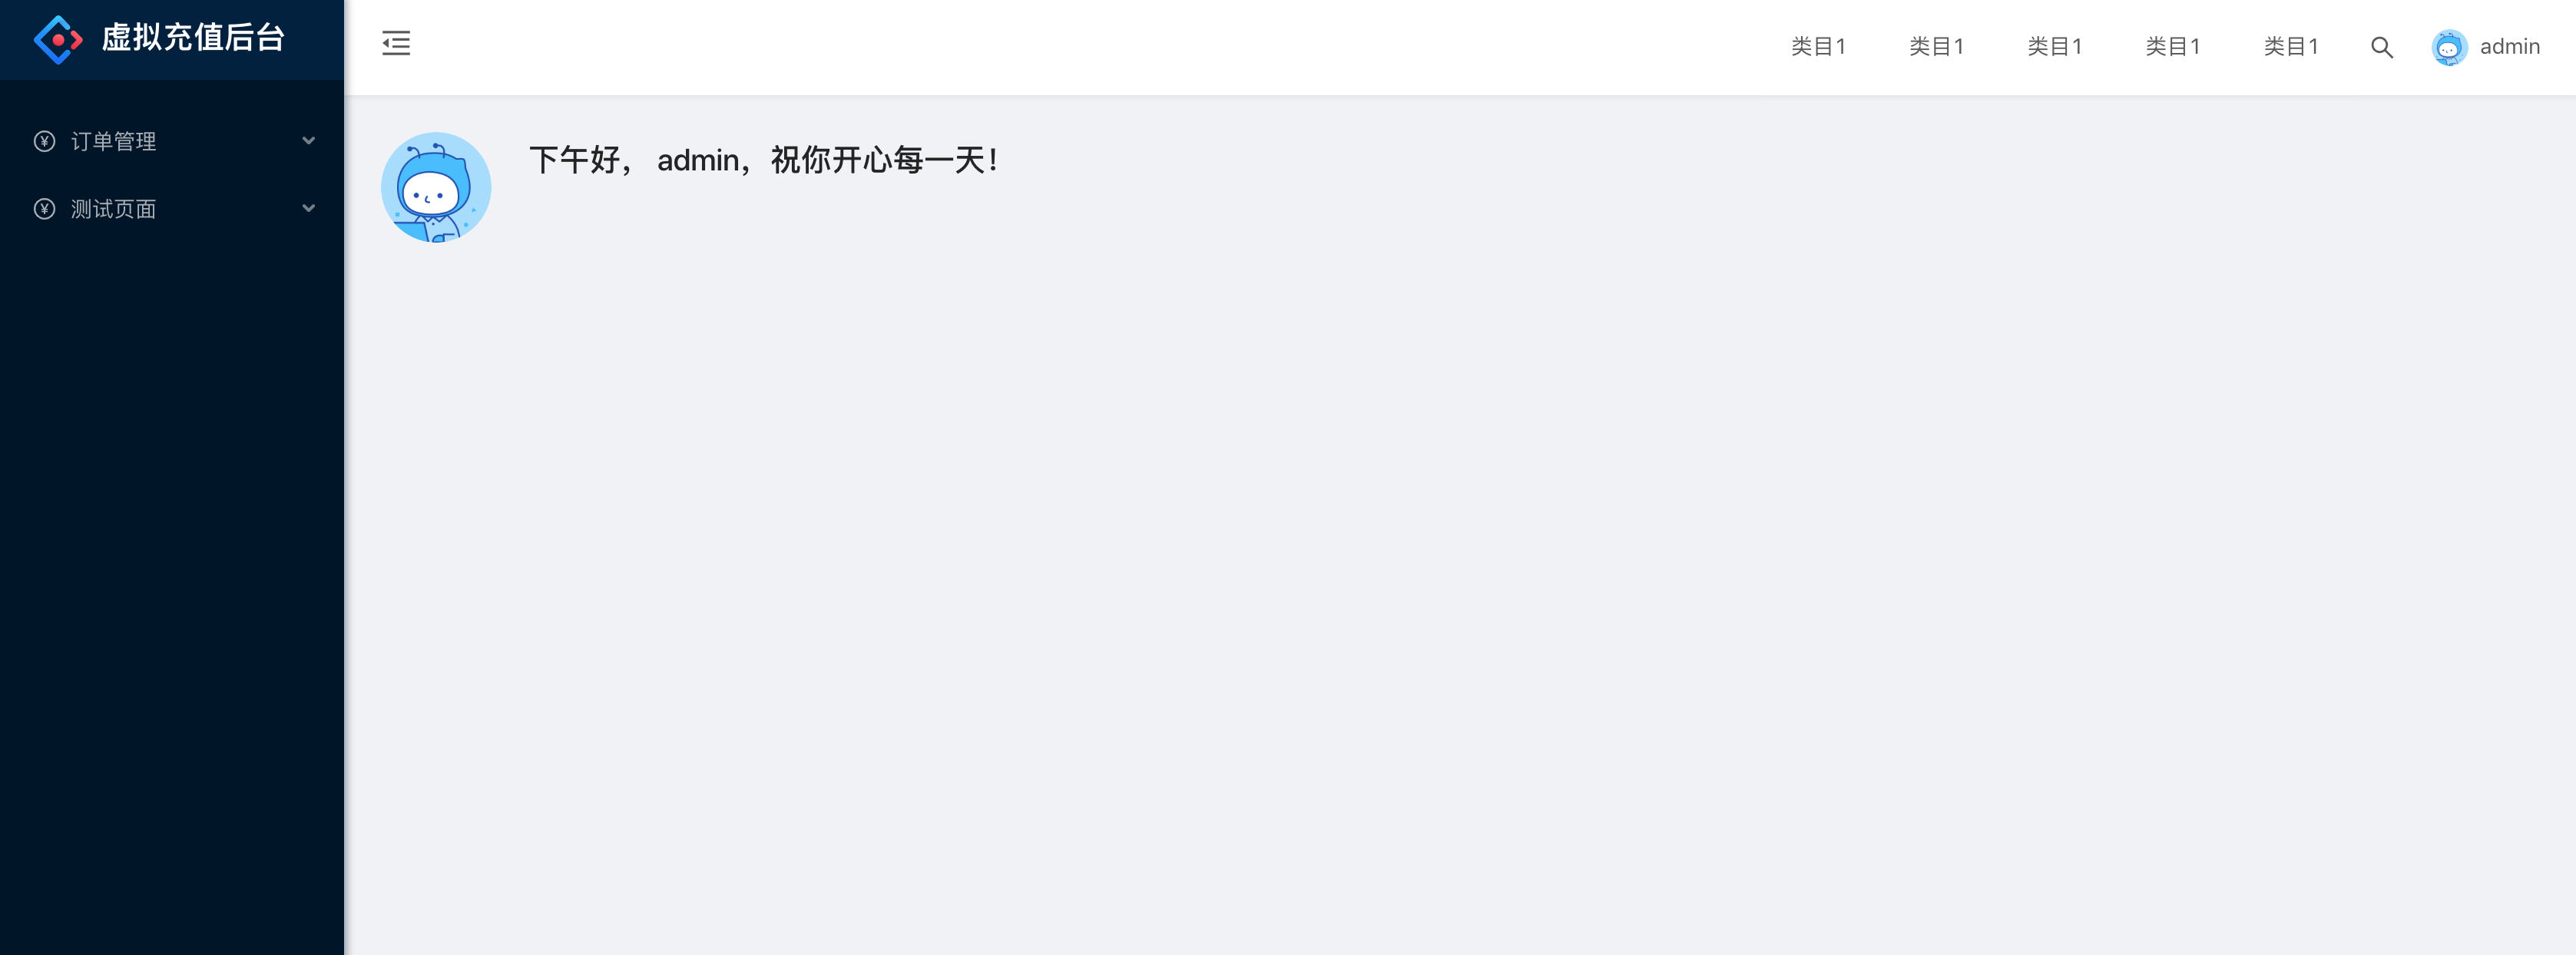 虚拟充值后台
类目1 类目1 类目1 类目1 类目1 admin
订单管理
测试页面
下午好， admin，祝你开心每一天！